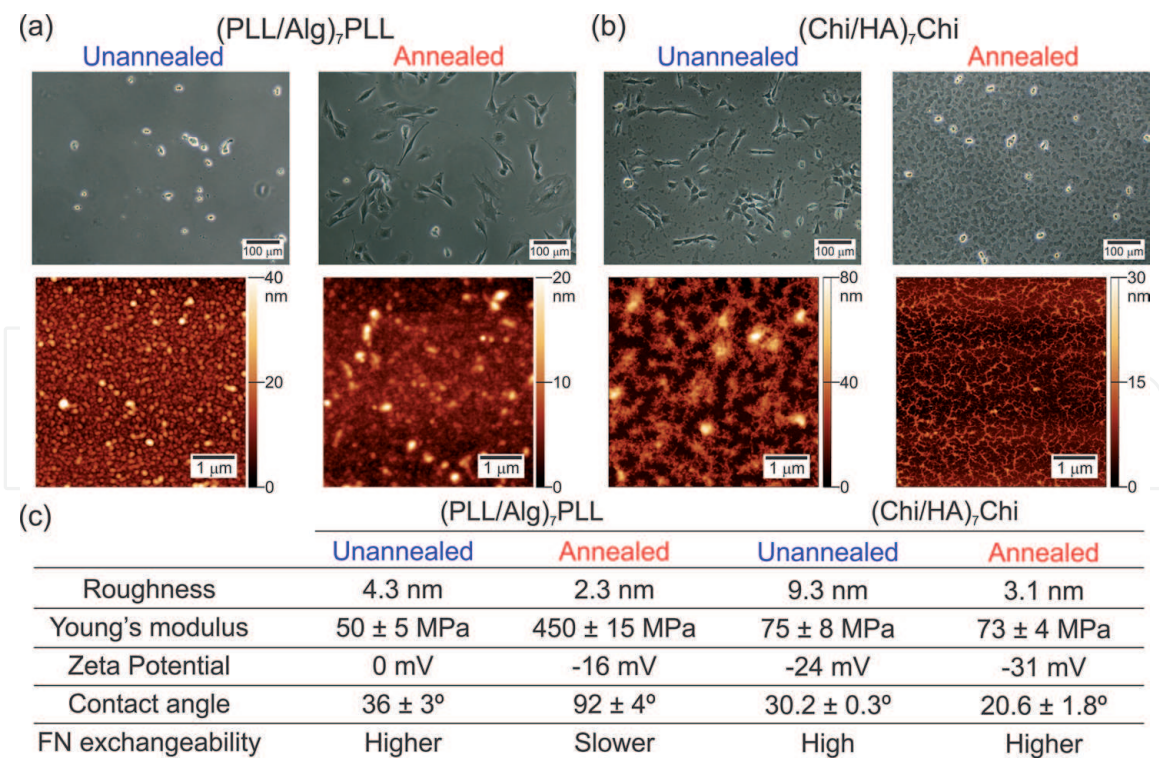 (a) (PLL/Alg)₇PLL (b) (Chi/HA)₇Chi
Unannealed Annealed Unannealed Annealed
100 µm 100 µm 100 µm 100 µm
40 nm 20 nm 80 nm 30 nm
20 10 40 15
1 µm 1 µm 1 µm 1 µm
0 0 0 0
(c) (PLL/Alg)₇PLL (Chi/HA)₇Chi
Unannealed Annealed Unannealed Annealed
Roughness 4.3 nm 2.3 nm 9.3 nm 3.1 nm
Young's modulus 50 ± 5 MPa 450 ± 15 MPa 75 ± 8 MPa 73 ± 4 MPa
Zeta Potential 0 mV -16 mV -24 mV -31 mV
Contact angle 36 ± 3º 92 ± 4º 30.2 ± 0.3º 20.6 ± 1.8º
FN exchangeability Higher Slower High Higher